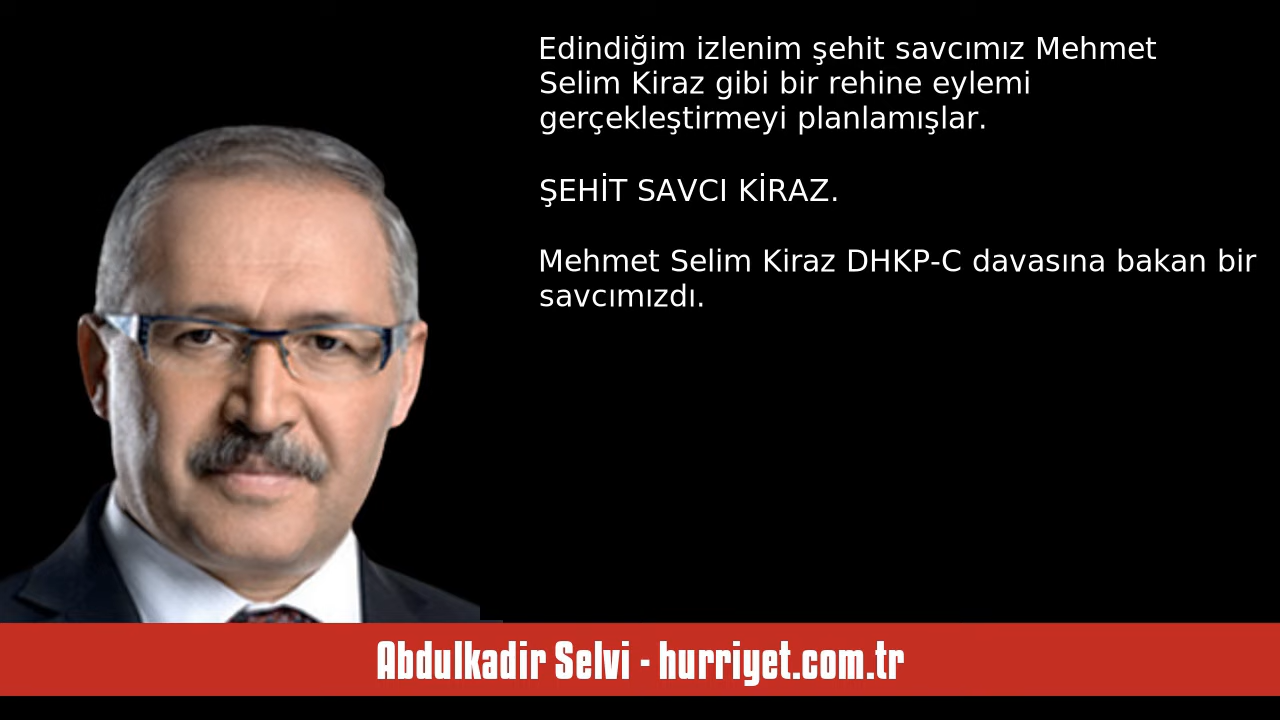 Edindiğim izlenim şehit savcımız Mehmet
Selim Kiraz gibi bir rehine eylemi
gerçekleştirmeyi planlamışlar.
ŞEHİT SAVCI KİRAZ.
Mehmet Selim Kiraz DHKP-C davasına bakan bir
savcımızdı.
Abdulkadir Selvi - hurriyet.com.tr